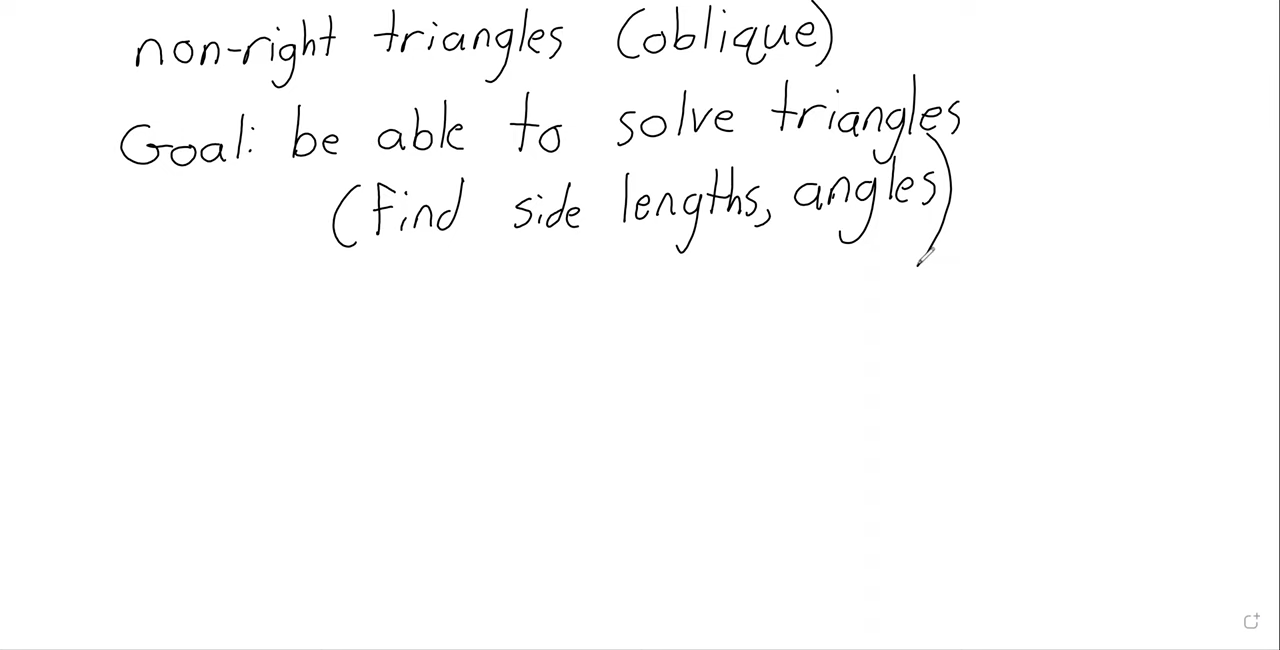 non-right triangles (oblique)
Goal: be able to solve triangles
(find side lengths, angles)